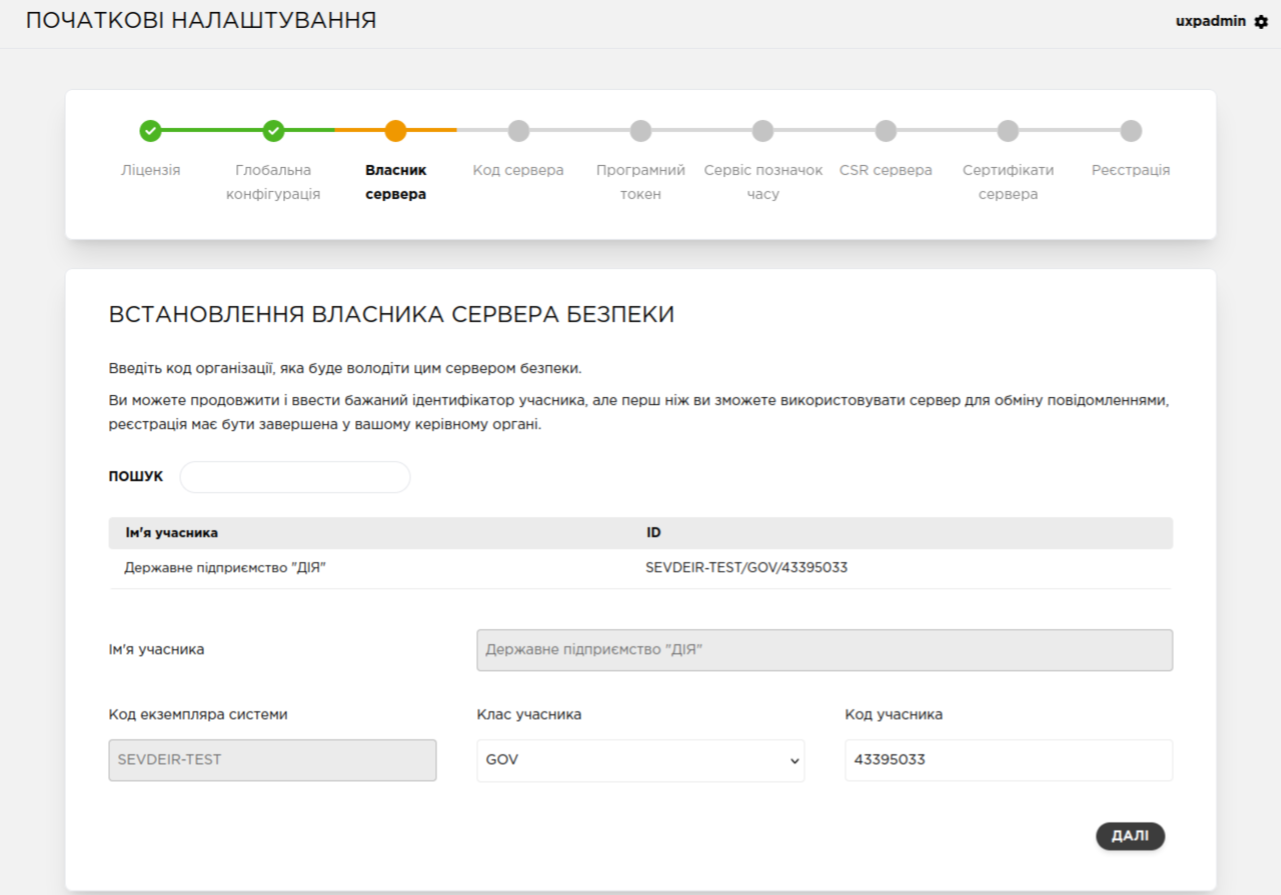 ПОЧАТКОВІ НАЛАШТУВАННЯ
uxpadmin
Ліцензія
Глобальна
конфігурація
Власник
сервера
Код сервера
Програмний
токен
Сервіс позначок
часу
CSR сервера
Сертифікати
сервера
Реєстрація
ВСТАНОВЛЕННЯ ВЛАСНИКА СЕРВЕРА БЕЗПЕКИ
Введіть код організації, яка буде володіти цим сервером безпеки.
Ви можете продовжити і ввести бажаний ідентифікатор учасника, але перш ніж ви зможете використовувати сервер для обміну повідомленнями,
реєстрація має бути завершена у вашому керівному органі.
ПОШУК
Ім'я учасника ID
Державне підприємство "ДІЯ" SEVDEIR-TEST/GOV/43395033
Ім'я учасника Державне підприємство "ДІЯ"
Код екземпляра системи Клас учасника Код учасника
SEVDEIR-TEST GOV 43395033
ДАЛІ